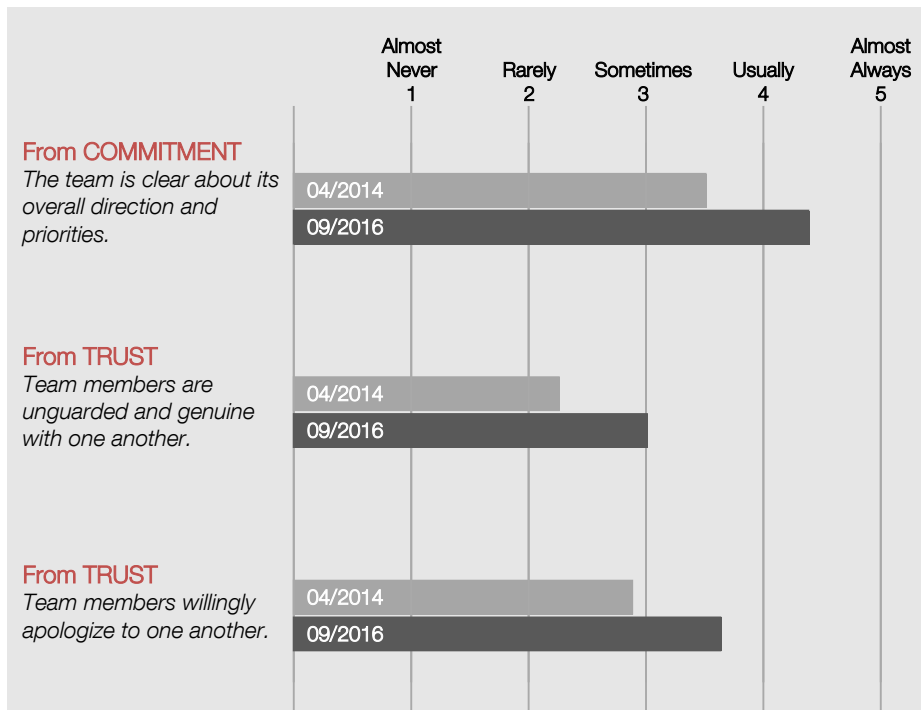 Almost
Never
1
Rarely
2
Sometimes
3
Usually
4
Almost
Always
5
From COMMITMENT
The team is clear about its
overall direction and
priorities.
04/2014
09/2016
From TRUST
Team members are
unguarded and genuine
with one another.
04/2014
09/2016
From TRUST
Team members willingly
apologize to one another.
04/2014
09/2016